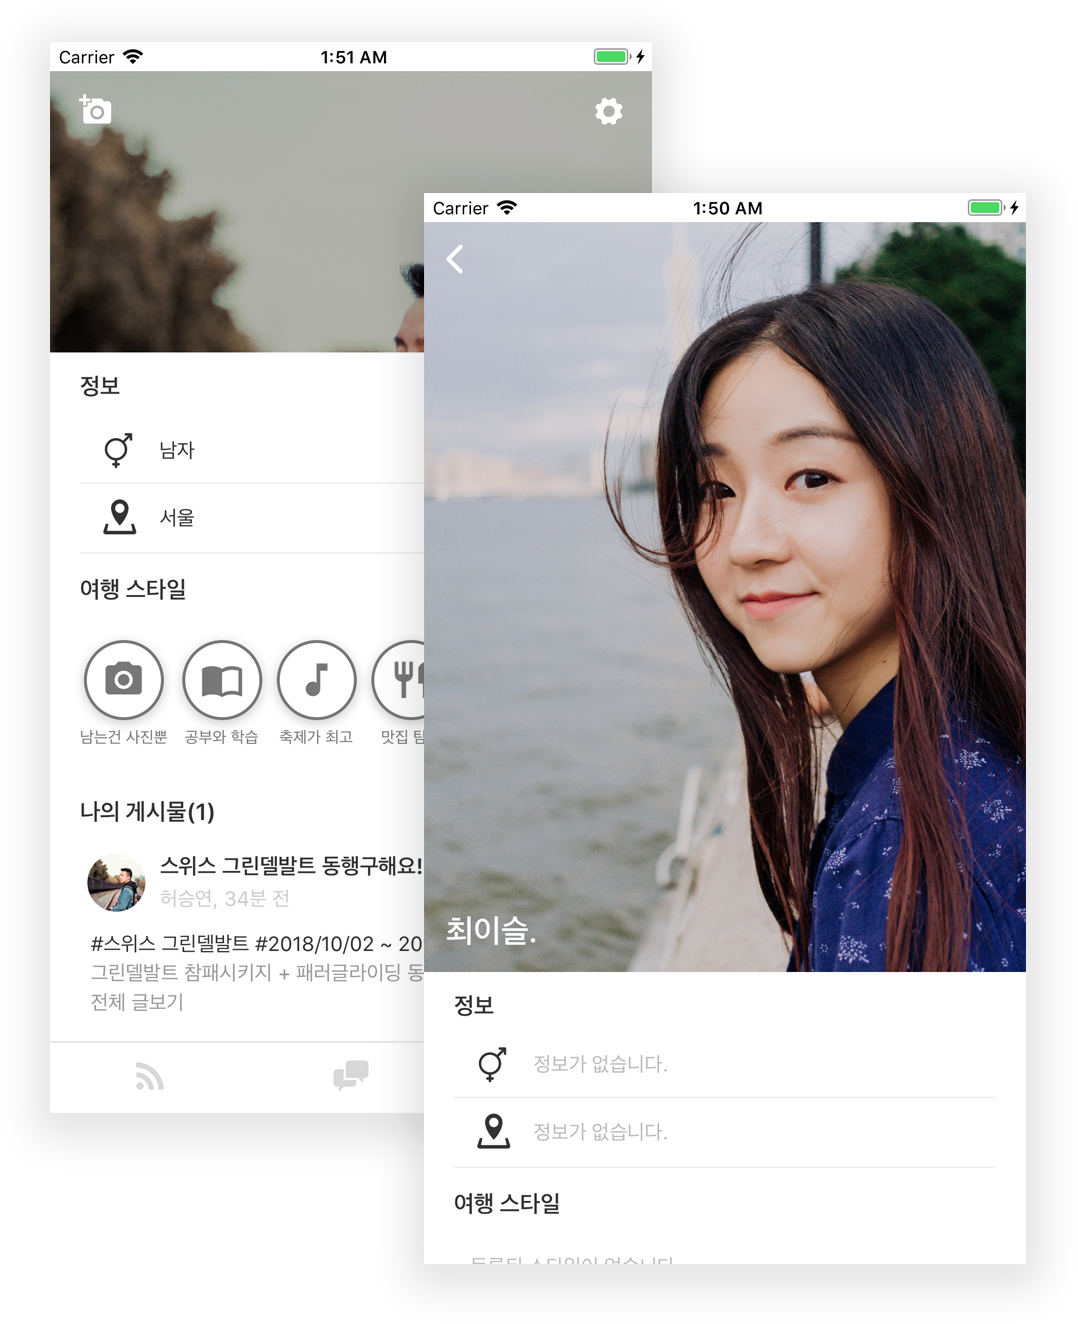 Carrier
1:51 AM
정보
남자
서울
여행 스타일
남는건 사진뿐
공부와 학습
축제가 최고
맛집
나의 게시물(1)
스위스 그린델발트 동행구해요!
허승연, 34분 전
#스위스 그린델발트 #2018/10/02 ~ 20
그린델발트 참패시키지 + 패러글라이딩 동
전체 글보기
Carrier
1:50 AM
최이슬.
정보
정보가 없습니다.
정보가 없습니다.
여행 스타일